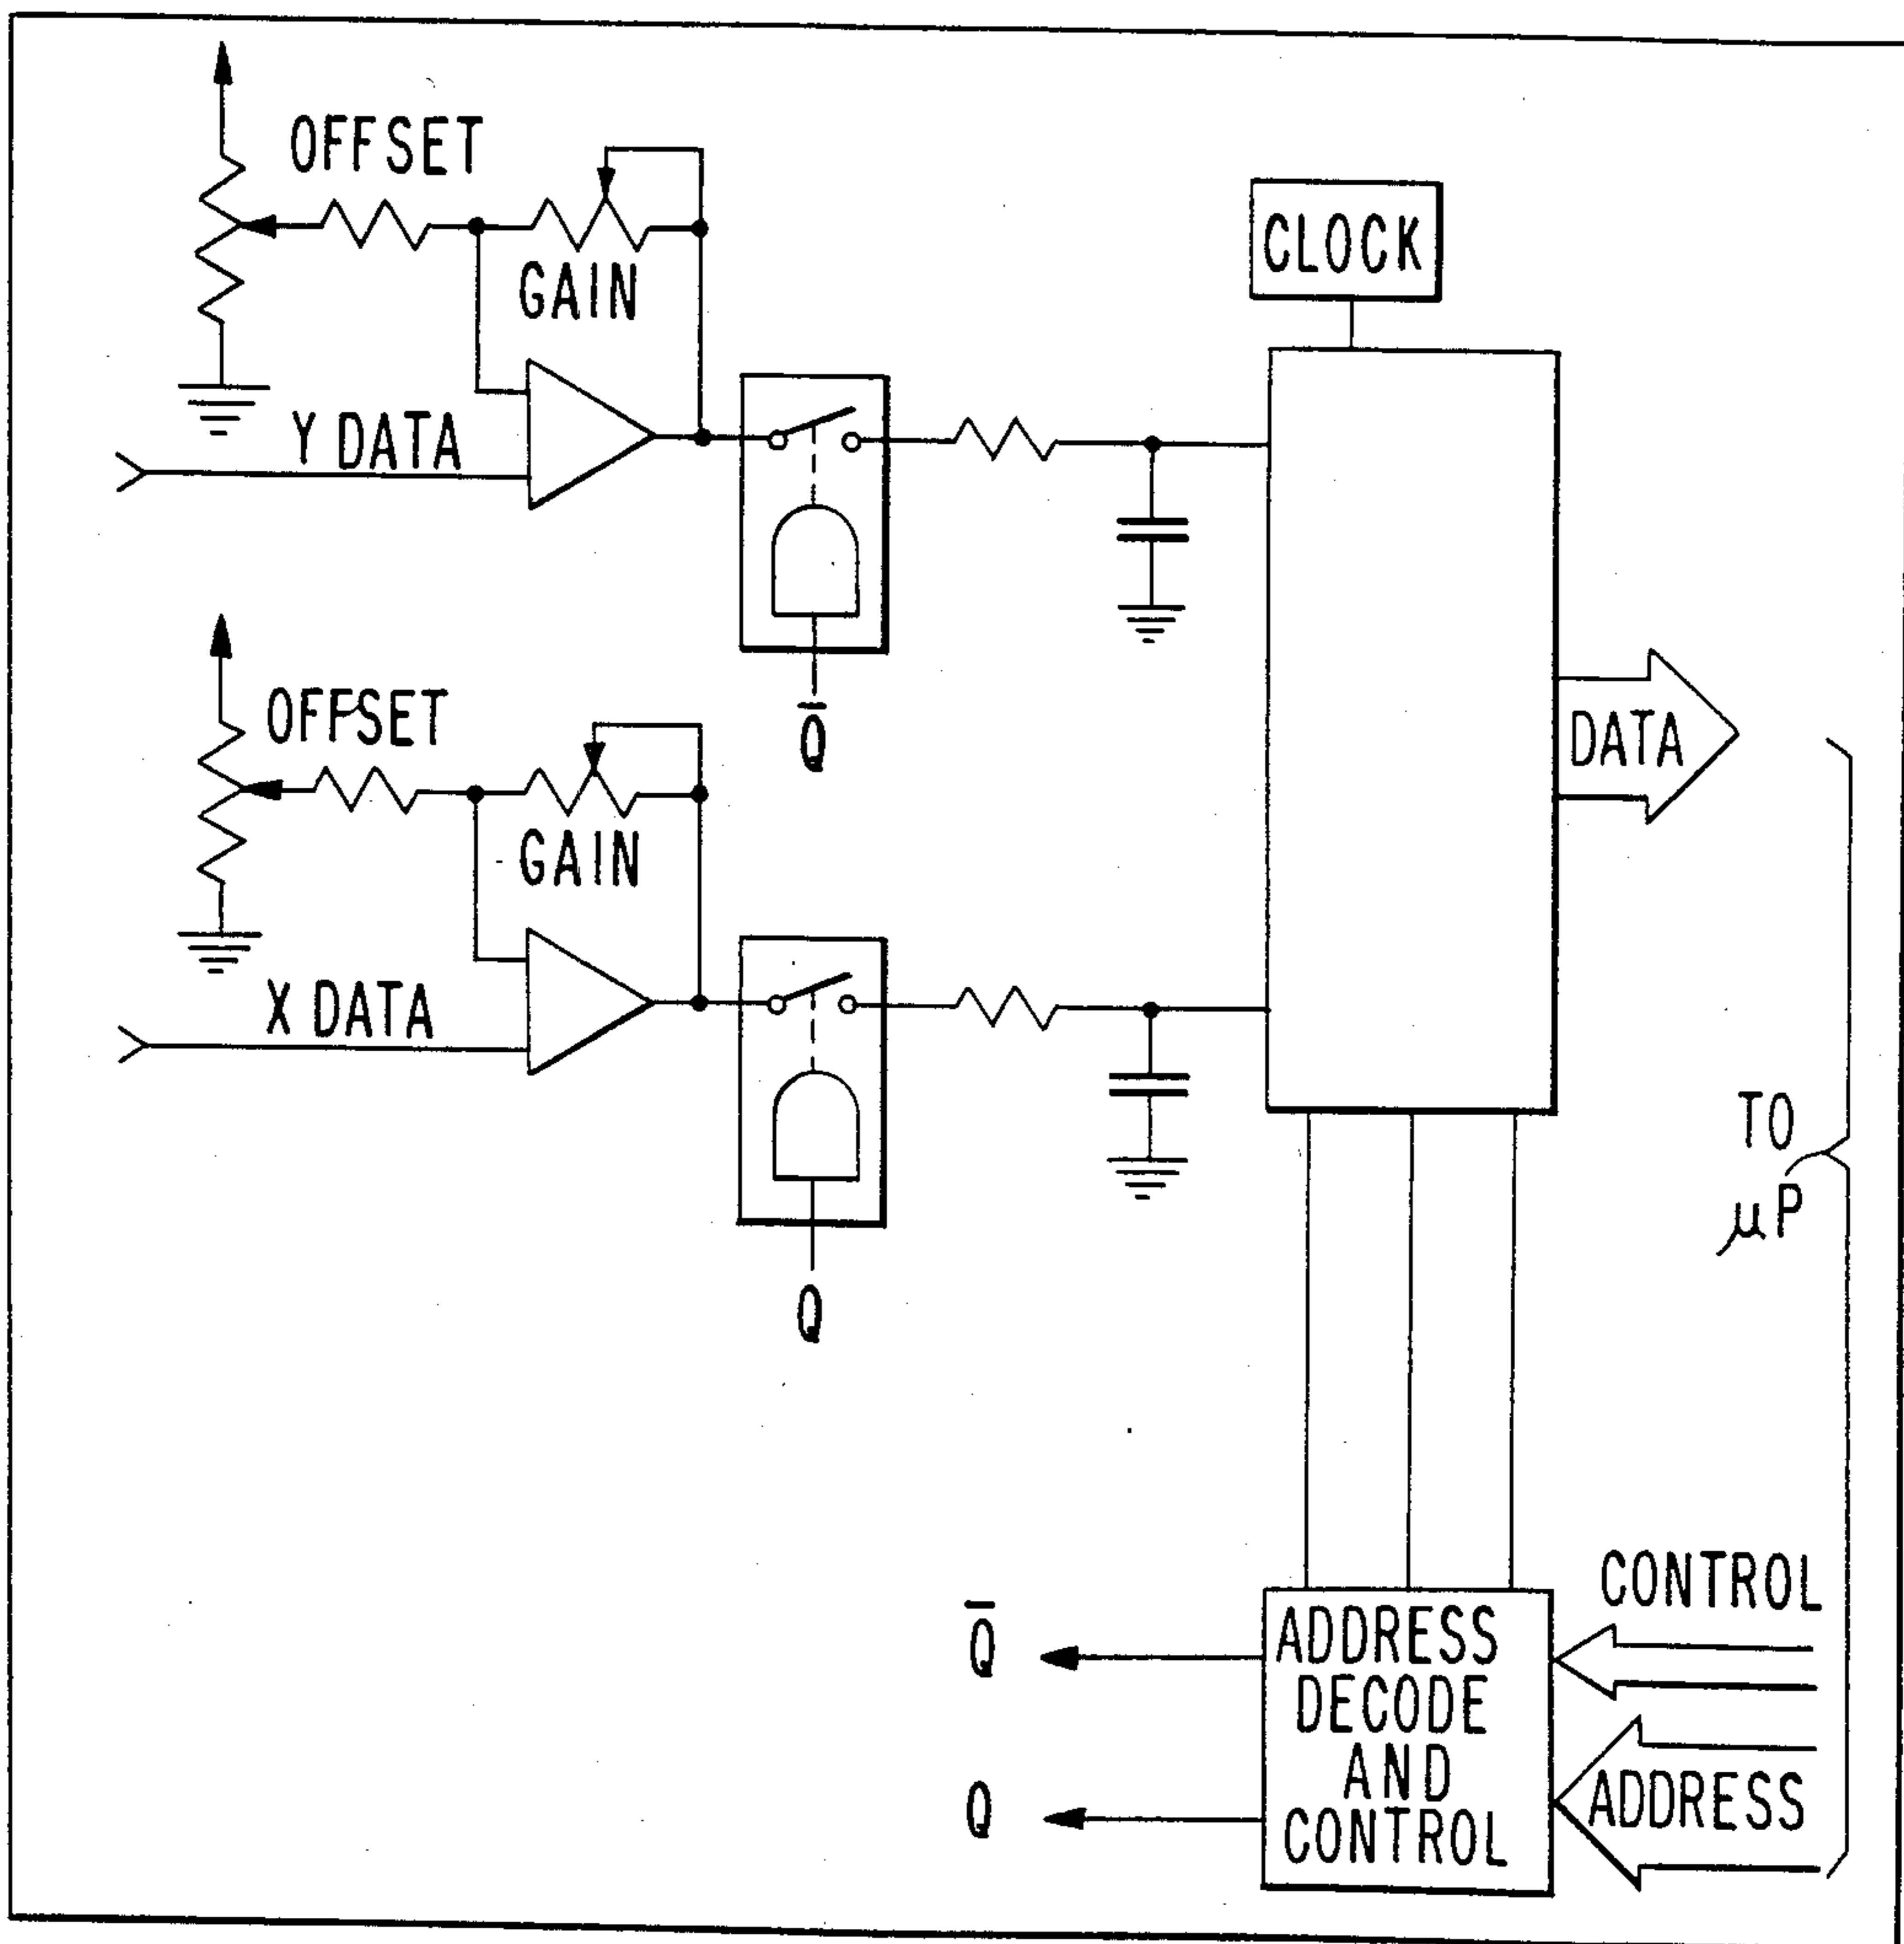 OFFSET
GAIN
CLOCK
Y DATA
Q̅
DATA
OFFSET
GAIN
X DATA
Q
TO
μP
CONTROL
Q̅
Q
ADDRESS
DECODE
AND
CONTROL
ADDRESS